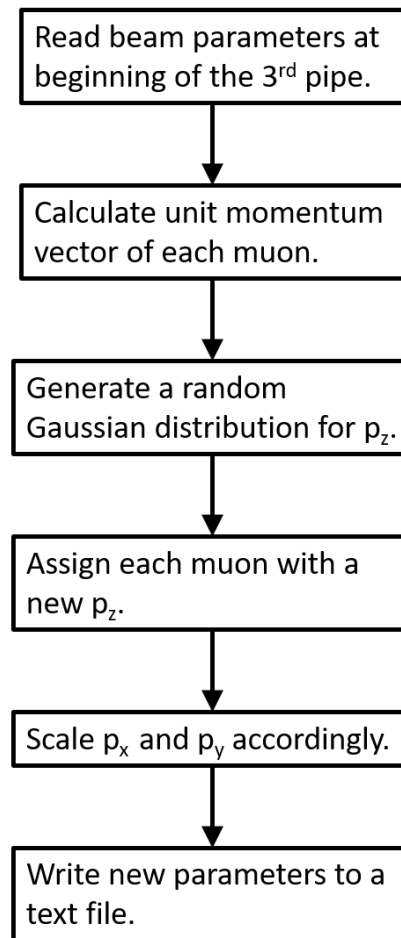 Read beam parameters at
beginning of the 3rd pipe.
Calculate unit momentum
vector of each muon.
Generate a random
Gaussian distribution for pz.
Assign each muon with a
new pz.
Scale px and py accordingly.
Write new parameters to a
text file.